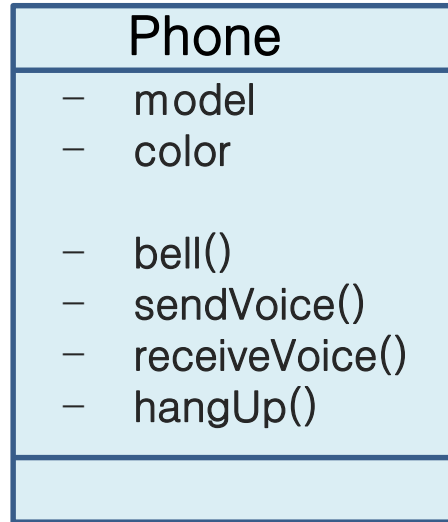 Phone
– model
– color
– bell()
– sendVoice()
– receiveVoice()
– hangUp()